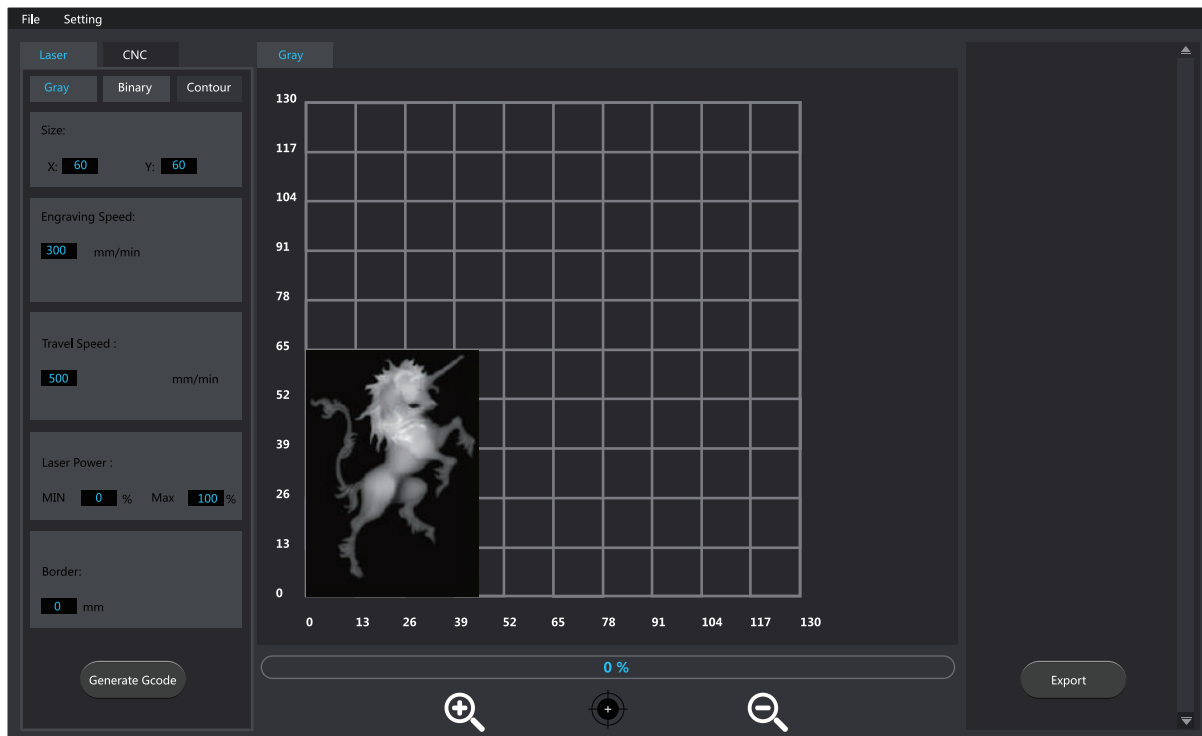 File Setting
Laser CNC
Gray Binary Contour
Size:
X: 60 Y: 60
Engraving Speed:
300 mm/min
Travel Speed :
500 mm/min
Laser Power :
MIN 0 % Max 100 %
Border:
0 mm
Generate Gcode
Gray
130
117
104
91
78
65
52
39
26
13
0
0 13 26 39 52 65 78 91 104 117 130
0 %
Export